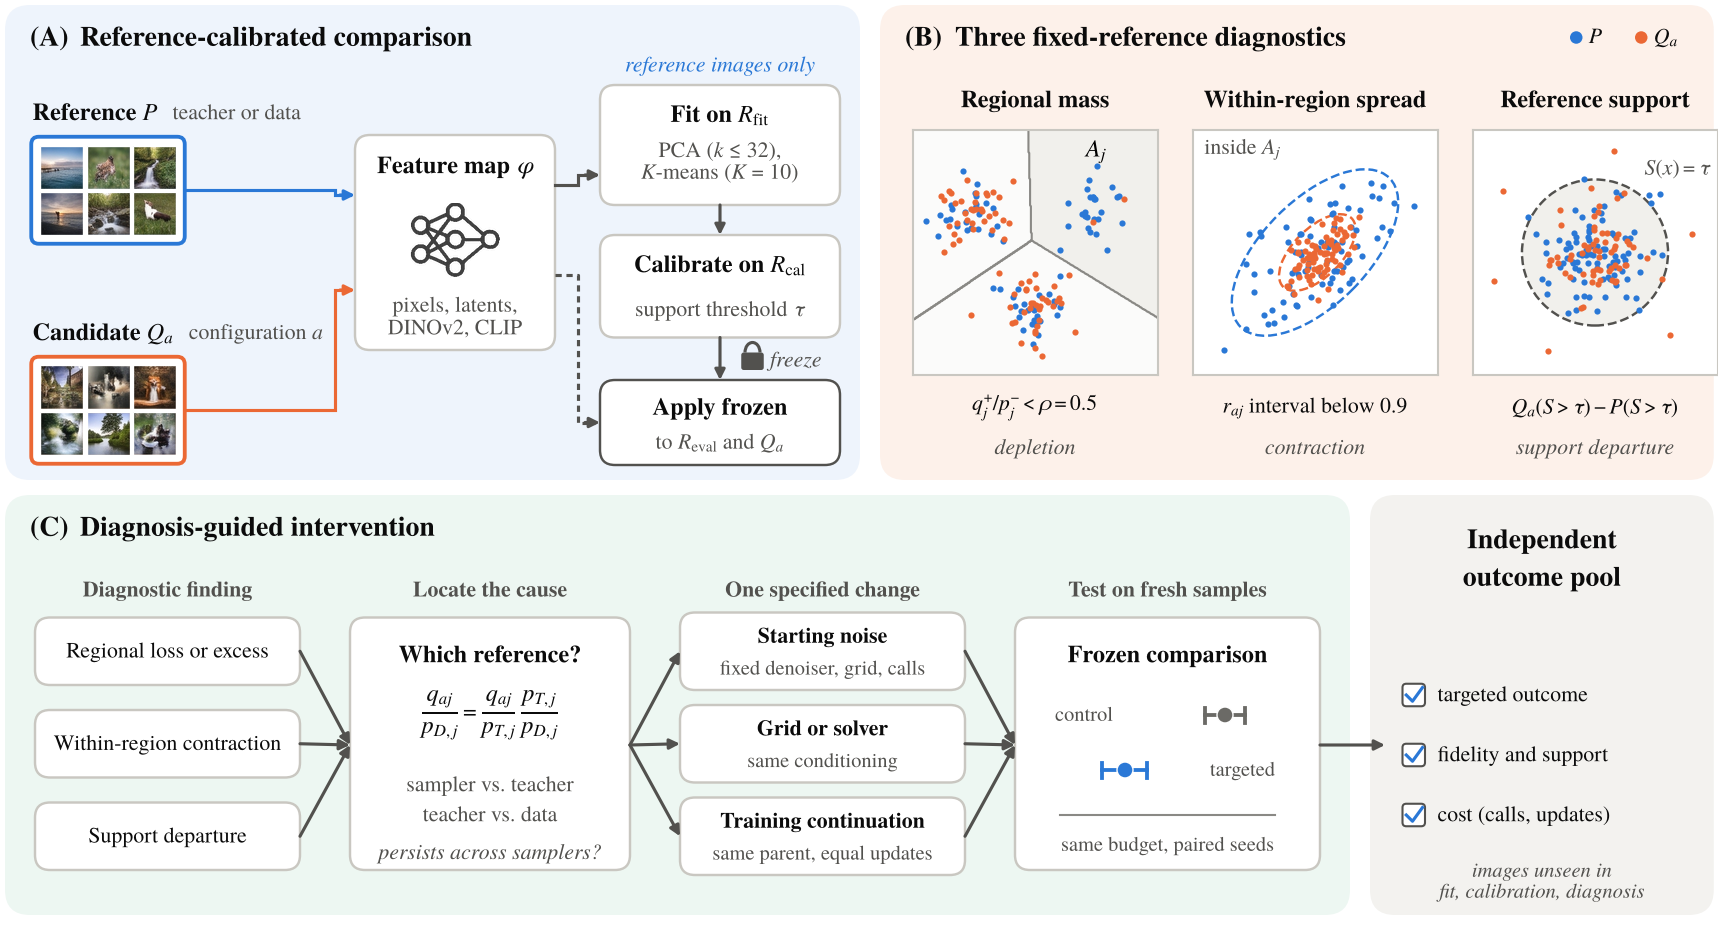 (A) Reference-calibrated comparison
reference images only
Reference P teacher or data
Candidate Qₐ configuration a
Feature map φ
pixels, latents,
DINOv2, CLIP
Fit on R_fit
PCA (k ≤ 32),
K-means (K = 10)
Calibrate on R_cal
support threshold τ
freeze
Apply frozen
to R_eval and Qₐ
(B) Three fixed-reference diagnostics
P
Qₐ
Regional mass
A_j
q_j^+/p_j^- < ρ = 0.5
depletion
Within-region spread
inside A_j
r_aj interval below 0.9
contraction
Reference support
S(x) = τ
Qₐ(S > τ) − P(S > τ)
support departure
(C) Diagnosis-guided intervention
Diagnostic finding
Regional loss or excess
Within-region contraction
Support departure
Locate the cause
Which reference?
q_aj/p_D,j = q_aj/p_T,j p_T,j/p_D,j
sampler vs. teacher
teacher vs. data
persists across samplers?
One specified change
Starting noise
fixed denoiser, grid, calls
Grid or solver
same conditioning
Training continuation
same parent, equal updates
Test on fresh samples
Frozen comparison
control
targeted
same budget, paired seeds
Independent
outcome pool
targeted outcome
fidelity and support
cost (calls, updates)
images unseen in
fit, calibration, diagnosis